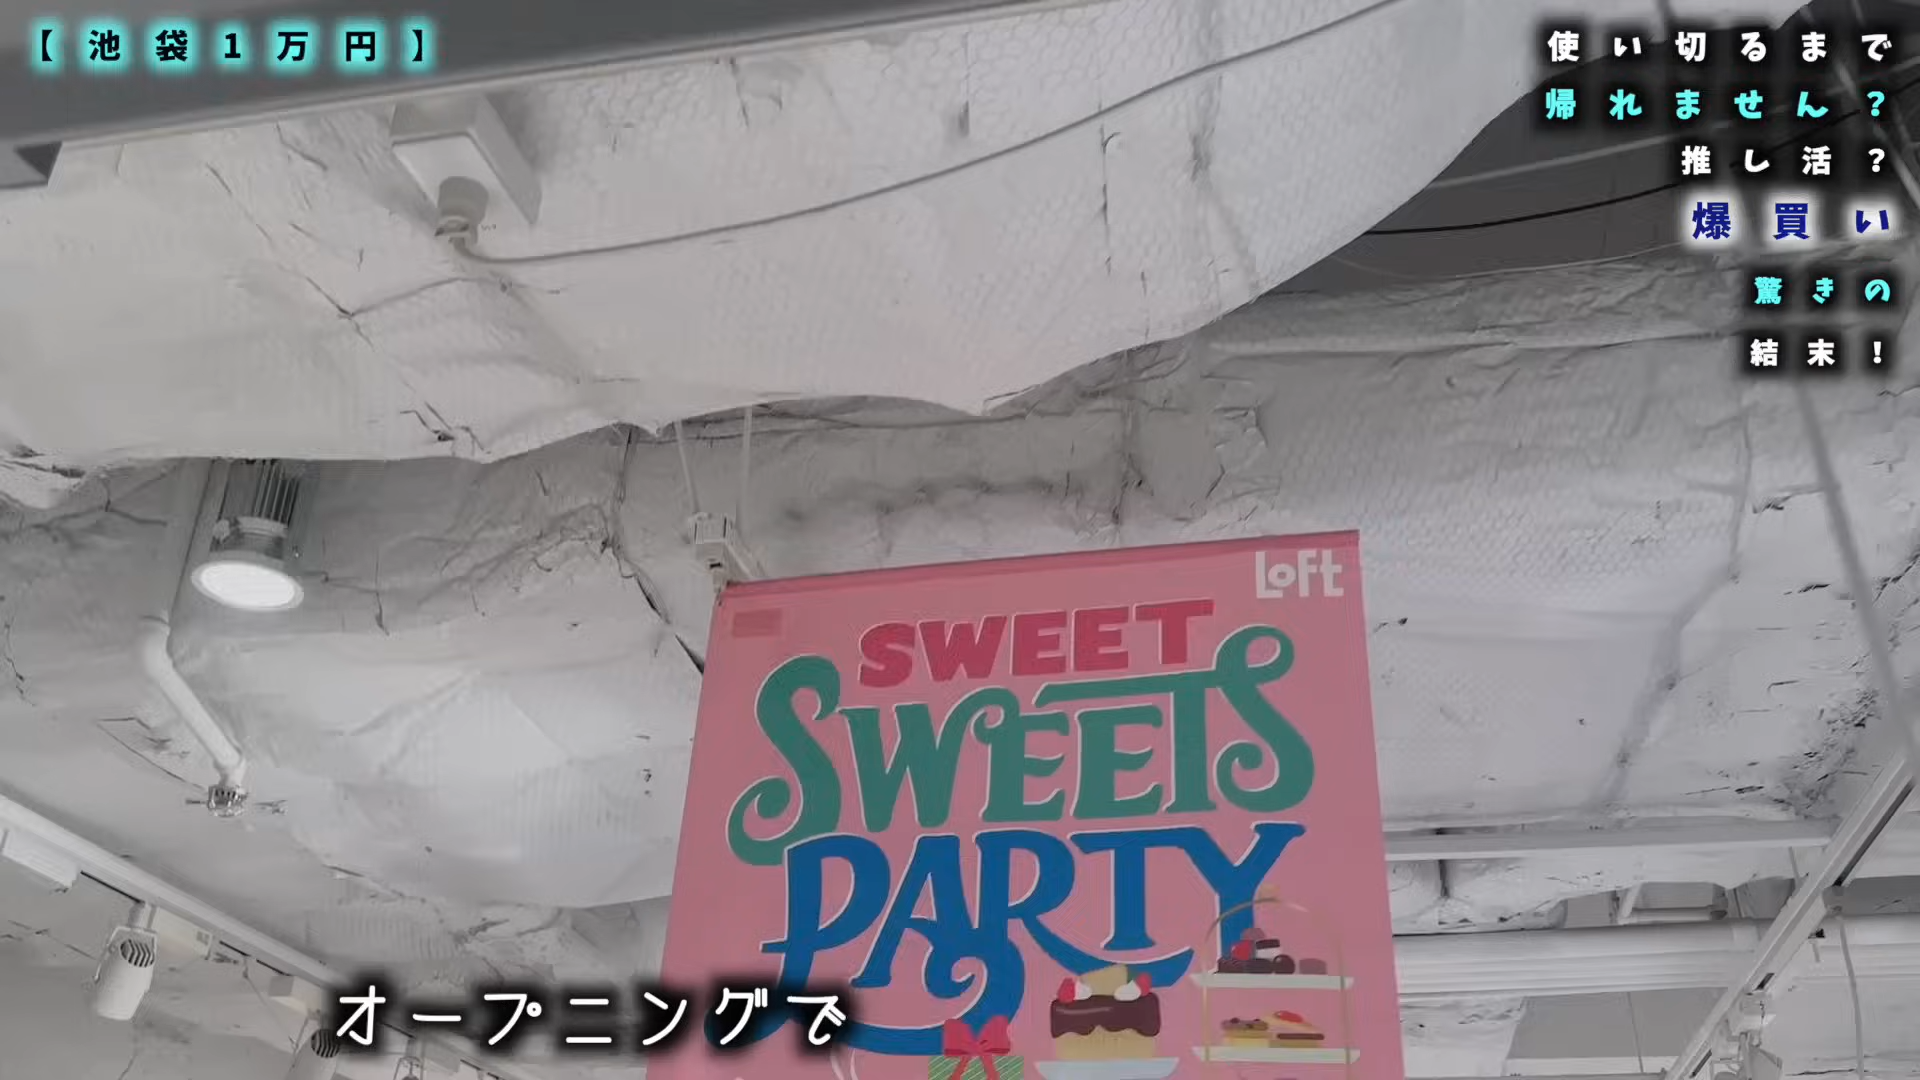 【池袋1万円】
使い切るまで
帰れません?
推し活?
爆買い
驚きの
結末!
Loft
SWEET
SWEETS
PARTY
オープニングで